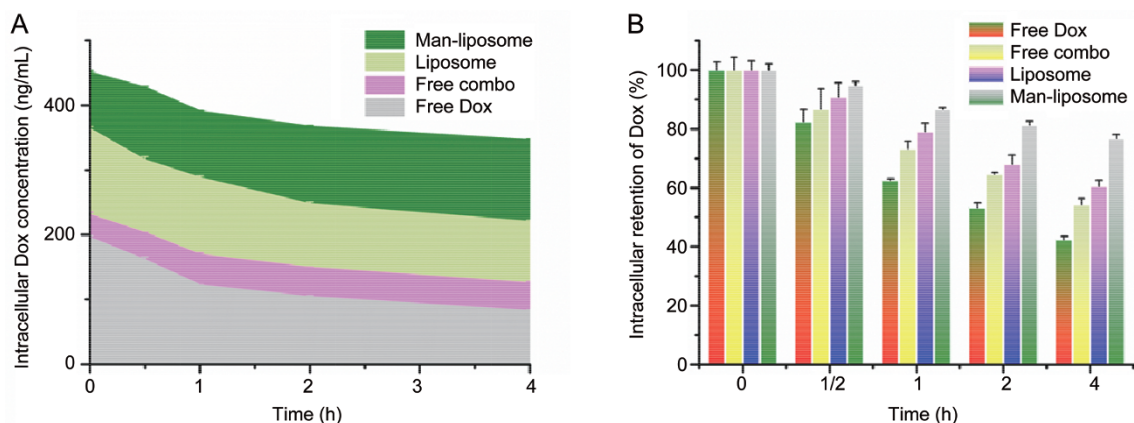 A
Intracellular Dox concentration (ng/mL)
400
200
0
Man-liposome
Liposome
Free combo
Free Dox
0 1 2 3 4
Time (h)
B
Intracellular retention of Dox (%)
100
80
60
40
20
0
Free Dox
Free combo
Liposome
Man-liposome
0 1/2 1 2 4
Time (h)